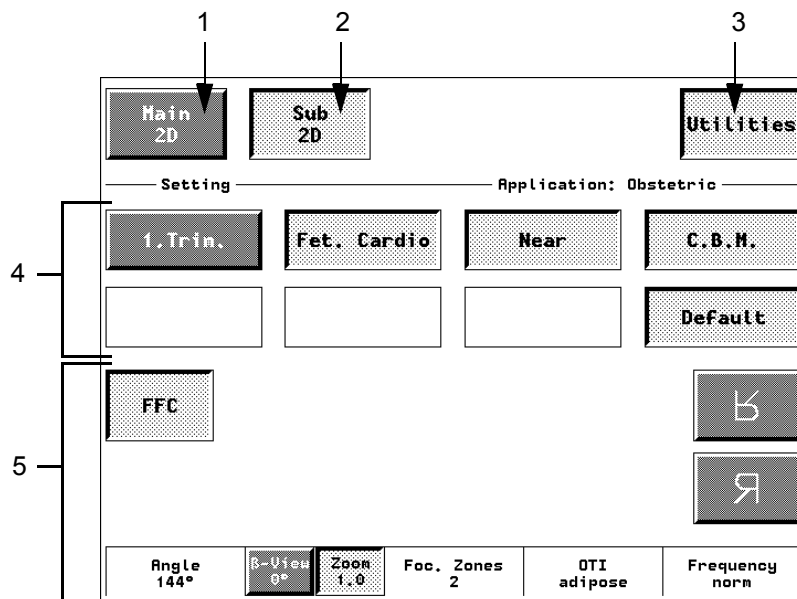 1
2
3
Main
2D
Sub
2D
Utilities
Setting
Application: Obstetric
4
1.Trim.
Fet. Cardio
Near
C.B.M.
Default
5
FFC
R
R
Angle
144°
β-View
0°
Zoom
1.0
Foc. Zones
2
OTI
adipose
Frequency
norm